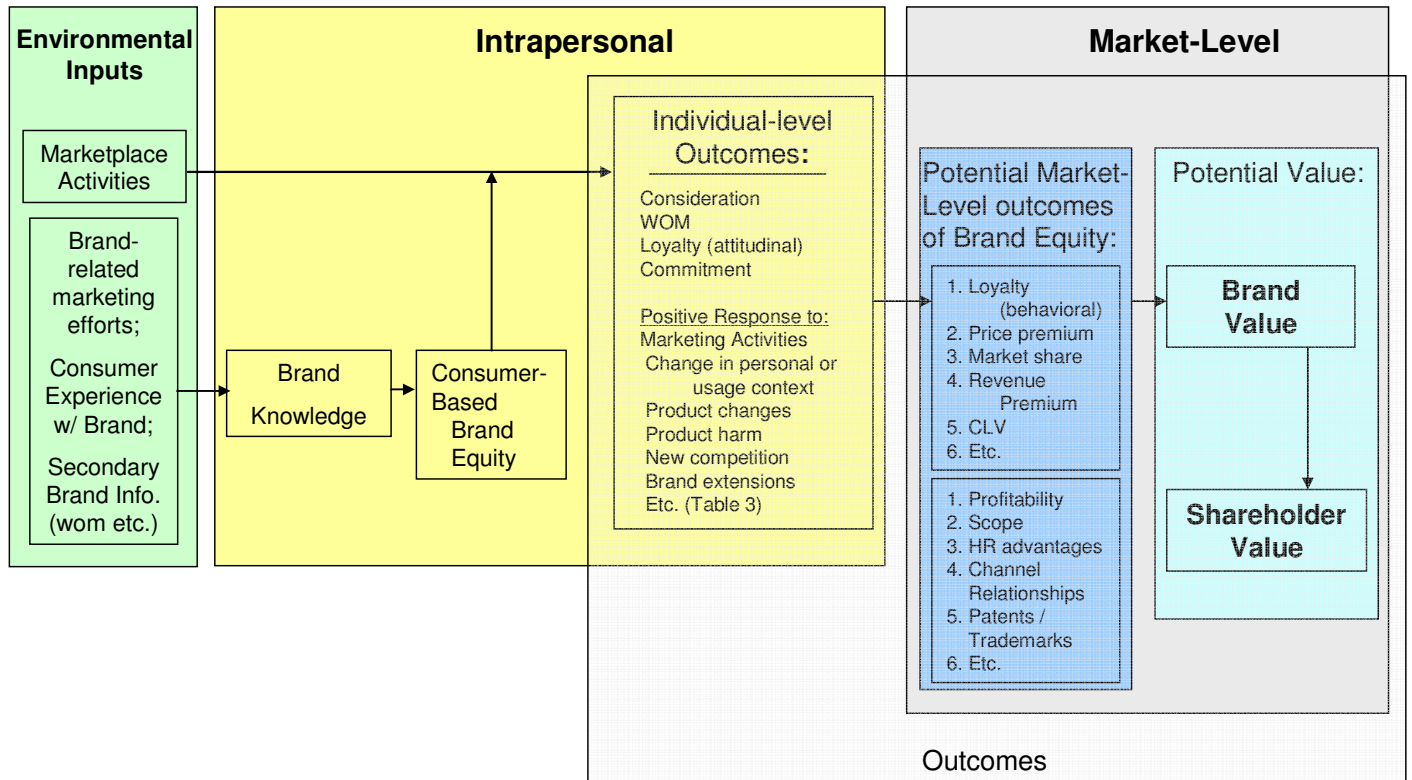 Environmental
Inputs
Marketplace
Activities
Brand-
related
marketing
efforts;
Consumer
Experience
w/ Brand;
Secondary
Brand Info.
(wom etc.)
Intrapersonal
Brand
Knowledge
Consumer-
Based
Brand
Equity
Individual-level
Outcomes:
Consideration
WOM
Loyalty (attitudinal)
Commitment
Positive Response to:
Marketing Activities
Change in personal or
usage context
Product changes
Product harm
New competition
Brand extensions
Etc. (Table 3)
Market-Level
Potential Market-
Level outcomes
of Brand Equity:
1. Loyalty
(behavioral)
2. Price premium
3. Market share
4. Revenue
Premium
5. CLV
6. Etc.
1. Profitability
2. Scope
3. HR advantages
4. Channel
Relationships
5. Patents /
Trademarks
6. Etc.
Potential Value:
Brand
Value
Shareholder
Value
Outcomes